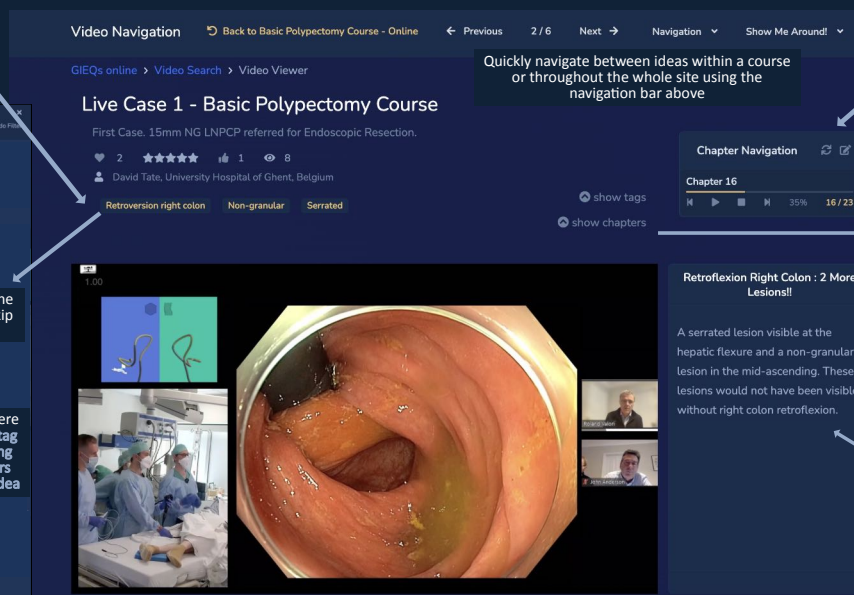 Video Navigation
Back to Basic Polypectomy Course - Online
Previous
2 / 6
Next
Navigation
Show Me Around!
GIEQs online > Video Search > Video Viewer
Quickly navigate between ideas within a course
or throughout the whole site using the
navigation bar above
Live Case 1 - Basic Polypectomy Course
First Case. 15mm NG LNPCP referred for Endoscopic Resection.
2
1
8
David Tate, University Hospital of Ghent, Belgium
Retroversion right colon
Non-granular
Serrated
show tags
show chapters
Chapter Navigation
Chapter 16
35%
16 / 23
1.00
Retroflexion Right Colon : 2 More
Lesions!!
A serrated lesion visible at the
hepatic flexure and a non-granular
lesion in the mid-ascending. These
lesions would not have been visible
without right colon retroflexion.
Roland Valori
John Anderson